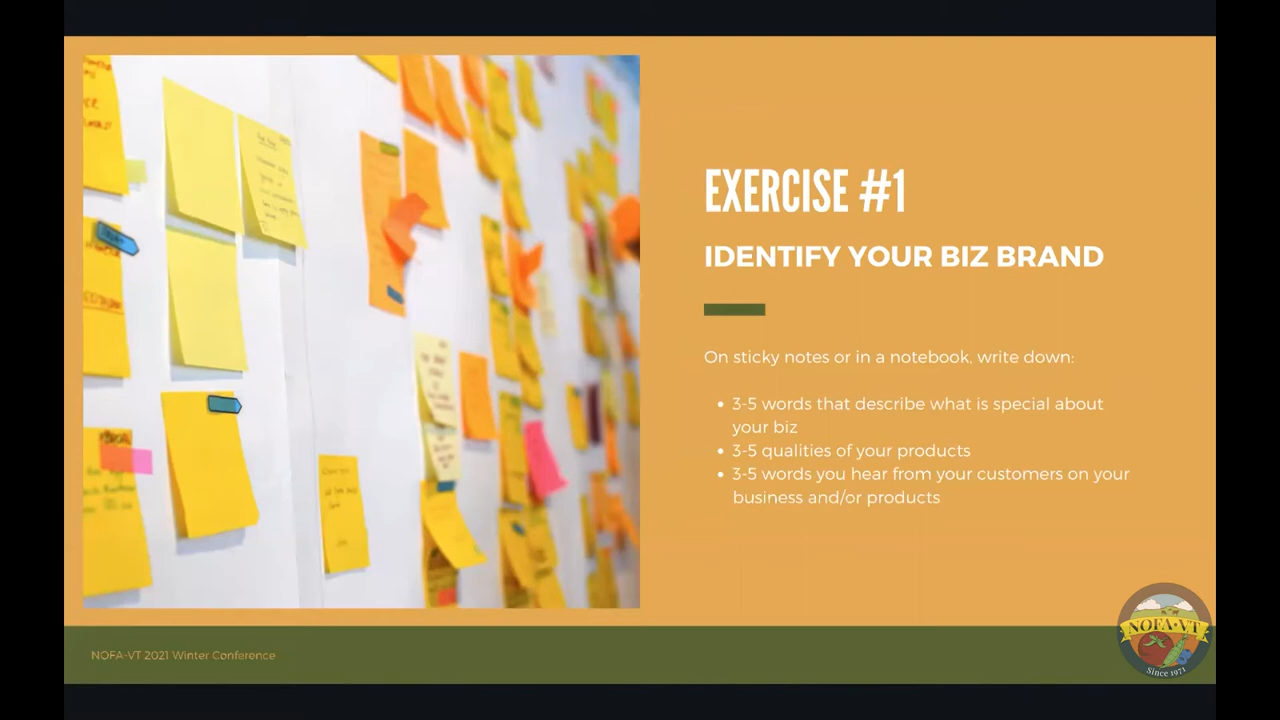 EXERCISE #1
IDENTIFY YOUR BIZ BRAND
On sticky notes or in a notebook, write down:
• 3-5 words that describe what is special about
your biz
• 3-5 qualities of your products
• 3-5 words you hear from your customers on your
business and/or products
NOFA-VT 2021 Winter Conference
NOFA•VT
Since 1971